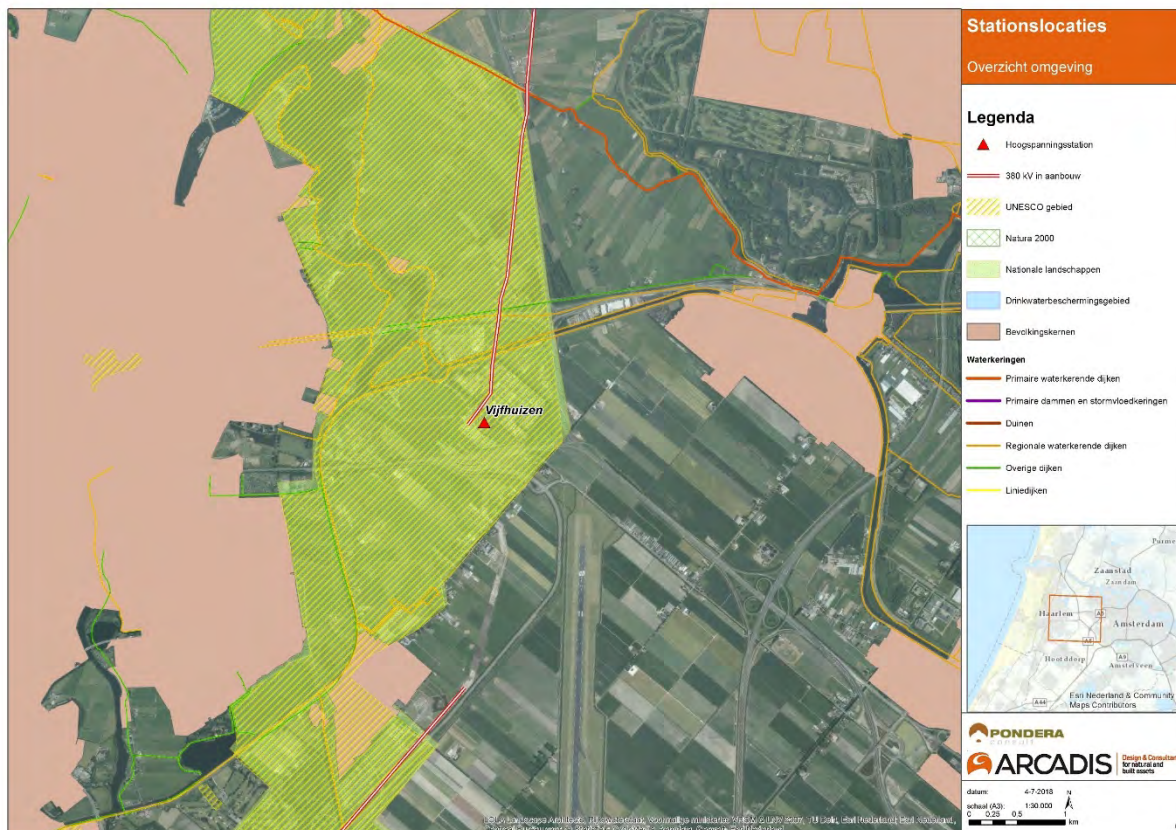 Stationslocaties
Overzicht omgeving
Legenda
Hoogspanningsstation
380 kV in aanbouw
UNESCO gebied
Natura 2000
Nationale landschappen
Drinkwaterbeschermingsgebied
Bevolkingskernen
Waterkeringen
Primaire waterkerende dijken
Primaire dammen en stormvloedkeringen
Duinen
Regionale waterkerende dijken
Overige dijken
Liniedijken
Vijfhuizen
Purme
Zaanstad
Zaandam
Haarlem
Amsterdam
Hoofddorp
A9
Amstelveen
A44
Esri Nederland & Community
Maps Contributors
PONDERA
consult
ARCADIS
Design & Consultancy
for natural and
built assets
datum: 4-7-2018
N
schaal (A3): 1:30.000
0 0.25 0.5 1
km